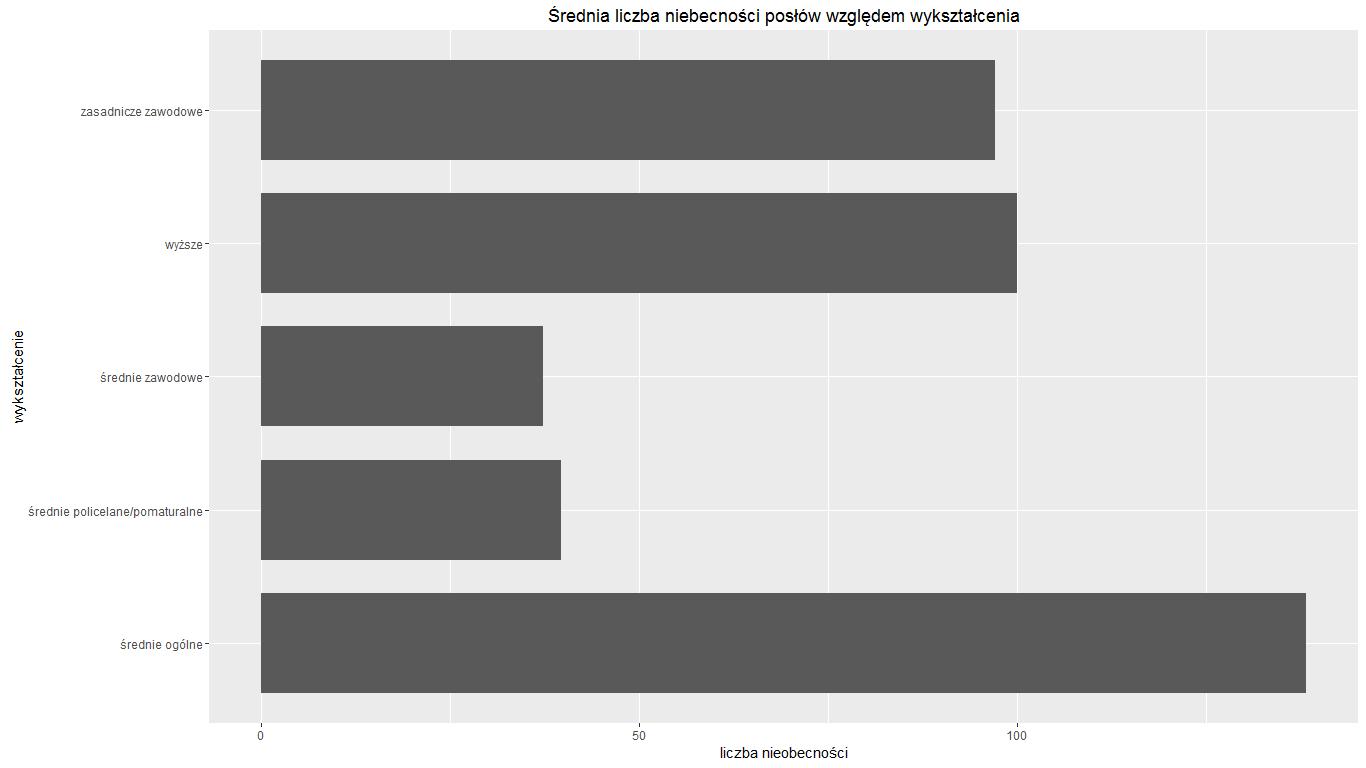 Średnia liczba niebecności posłów względem wykształcenia
wykształcenie
zasadnicze zawodowe
wyższe
średnie zawodowe
średnie policelane/pomaturalne
średnie ogólne
0
50
100
liczba nieobecności